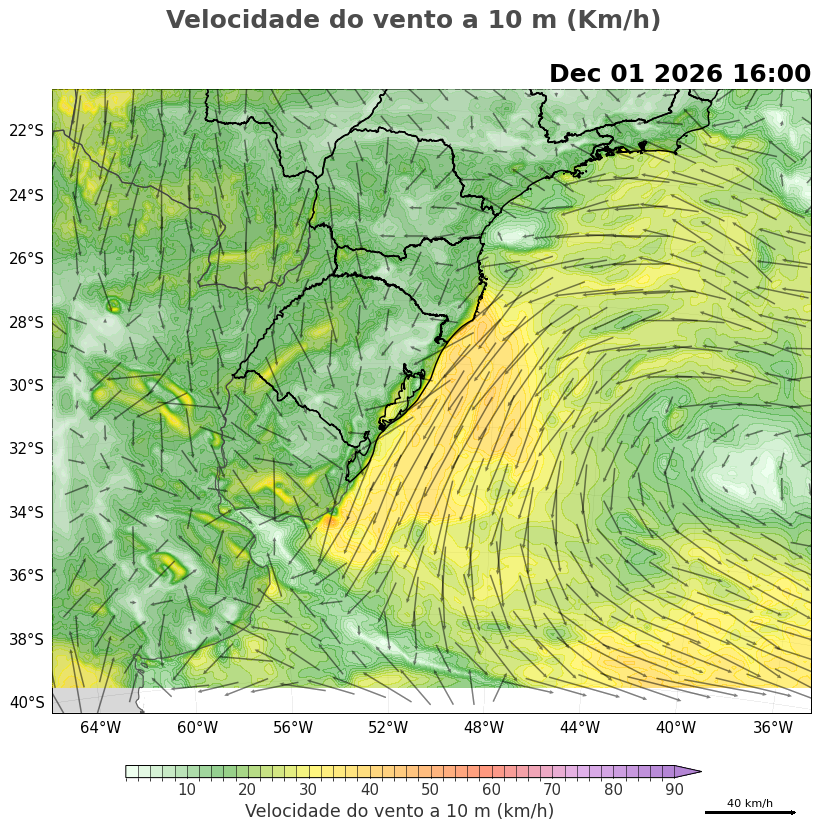 Velocidade do vento a 10 m (Km/h)
Dec 01 2026 16:00
22°S
24°S
26°S
28°S
30°S
32°S
34°S
36°S
38°S
40°S
64°W 60°W 56°W 52°W 48°W 44°W 40°W 36°W
10 20 30 40 50 60 70 80 90
Velocidade do vento a 10 m (km/h)
40 km/h